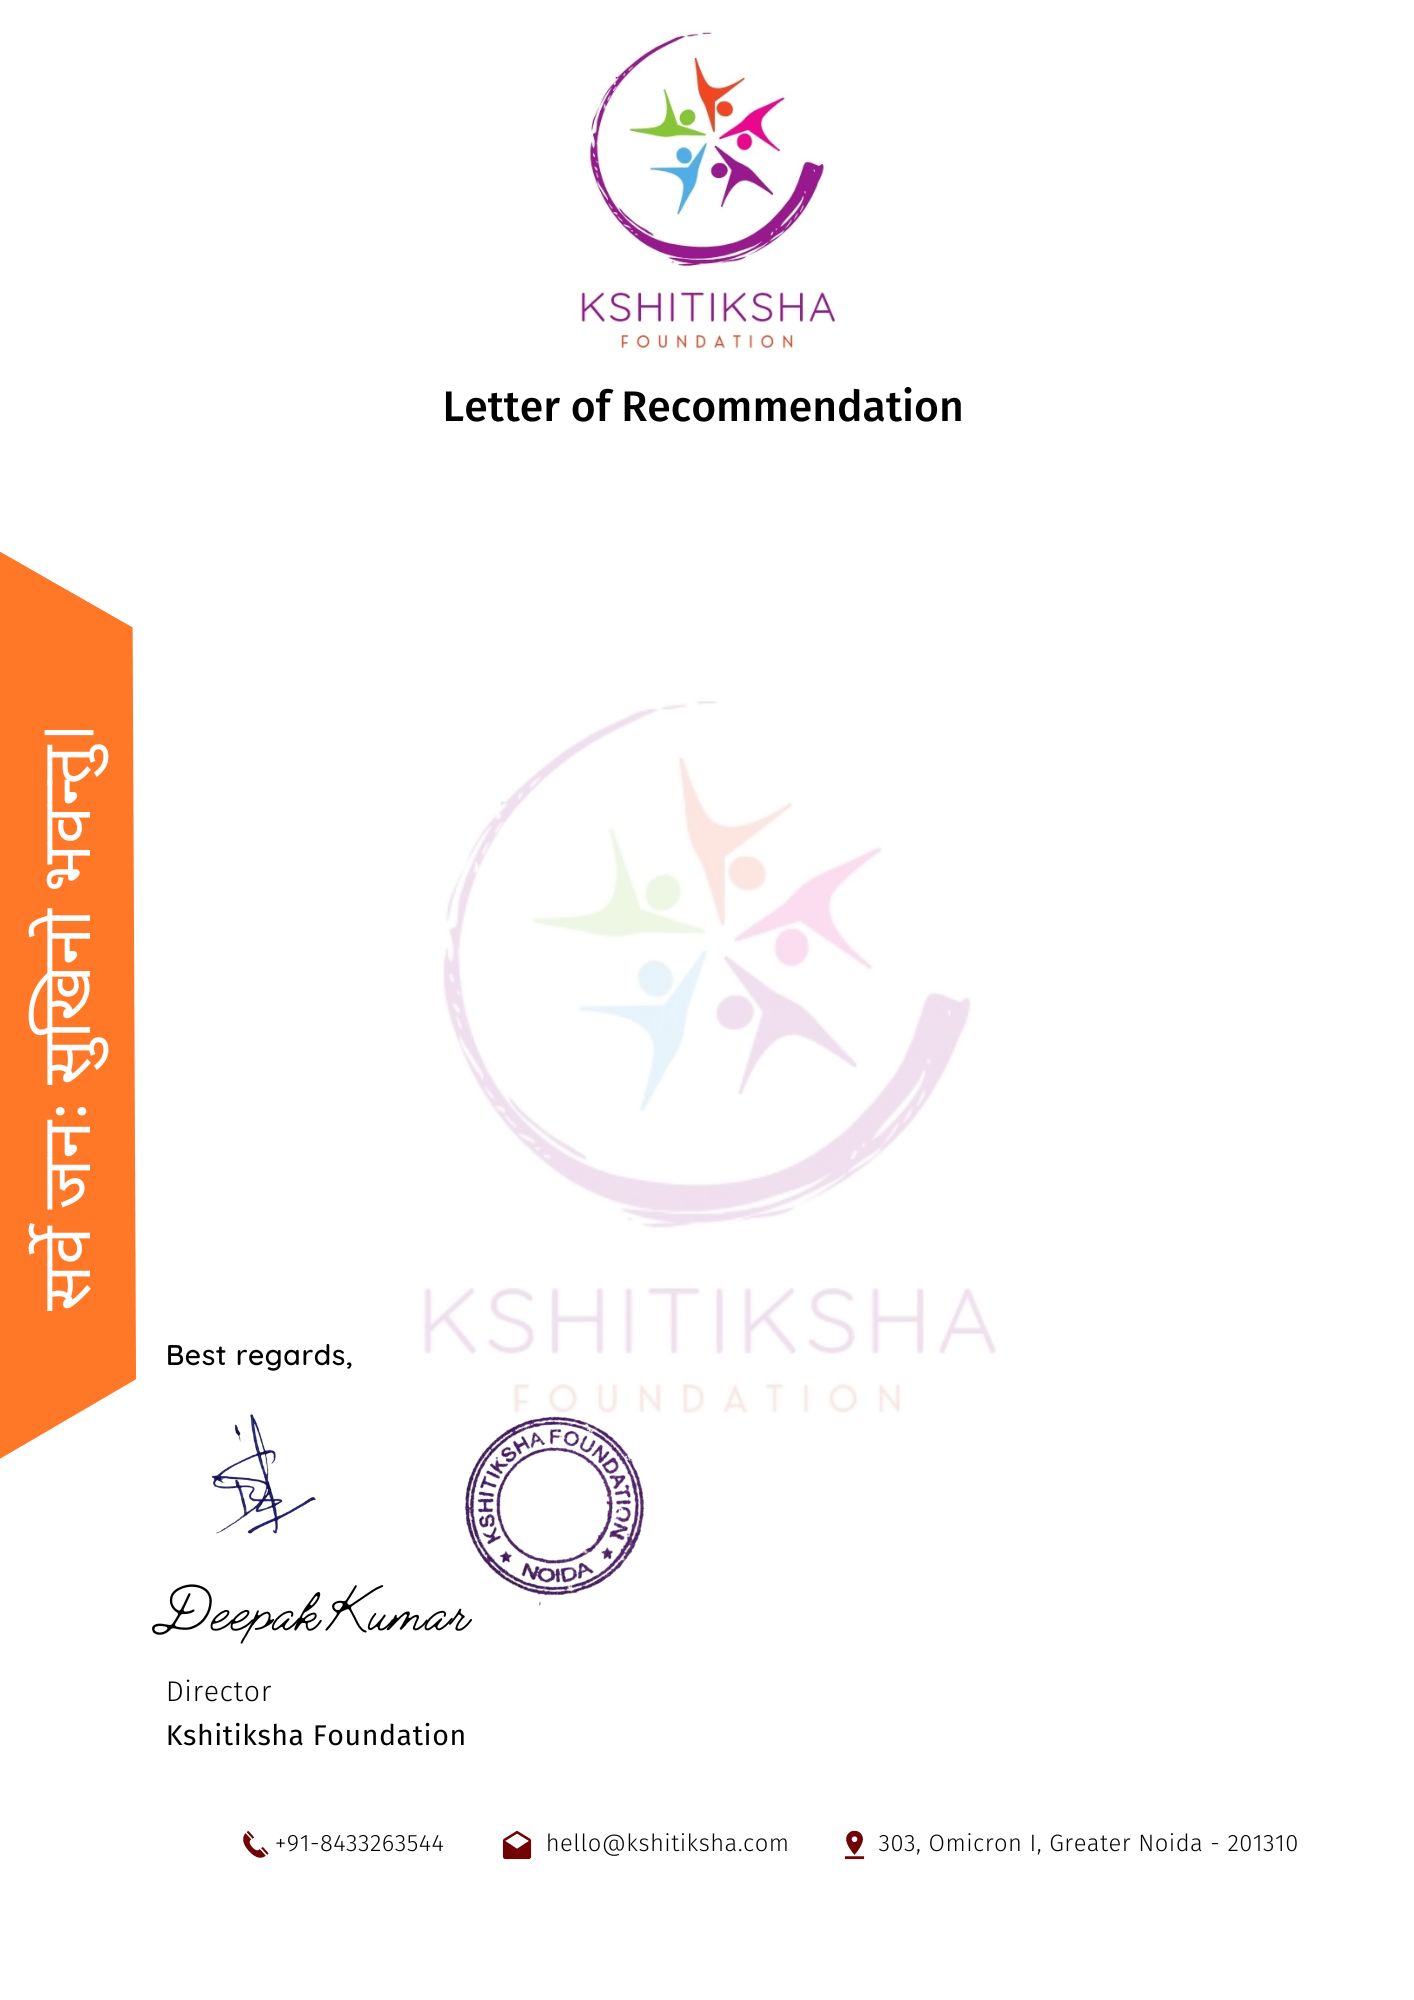 KSHITIKSHA
FOUNDATION
Letter of Recommendation
सर्व जन: सुखिनो भवन्तु।
KSHITIKSHA
FOUNDATION
Best regards,
KSHITIKSHA FOUNDATION
NOIDA
Deepak Kumar
Director
Kshitiksha Foundation
+91-8433263544
hello@kshitiksha.com
303, Omicron I, Greater Noida - 201310